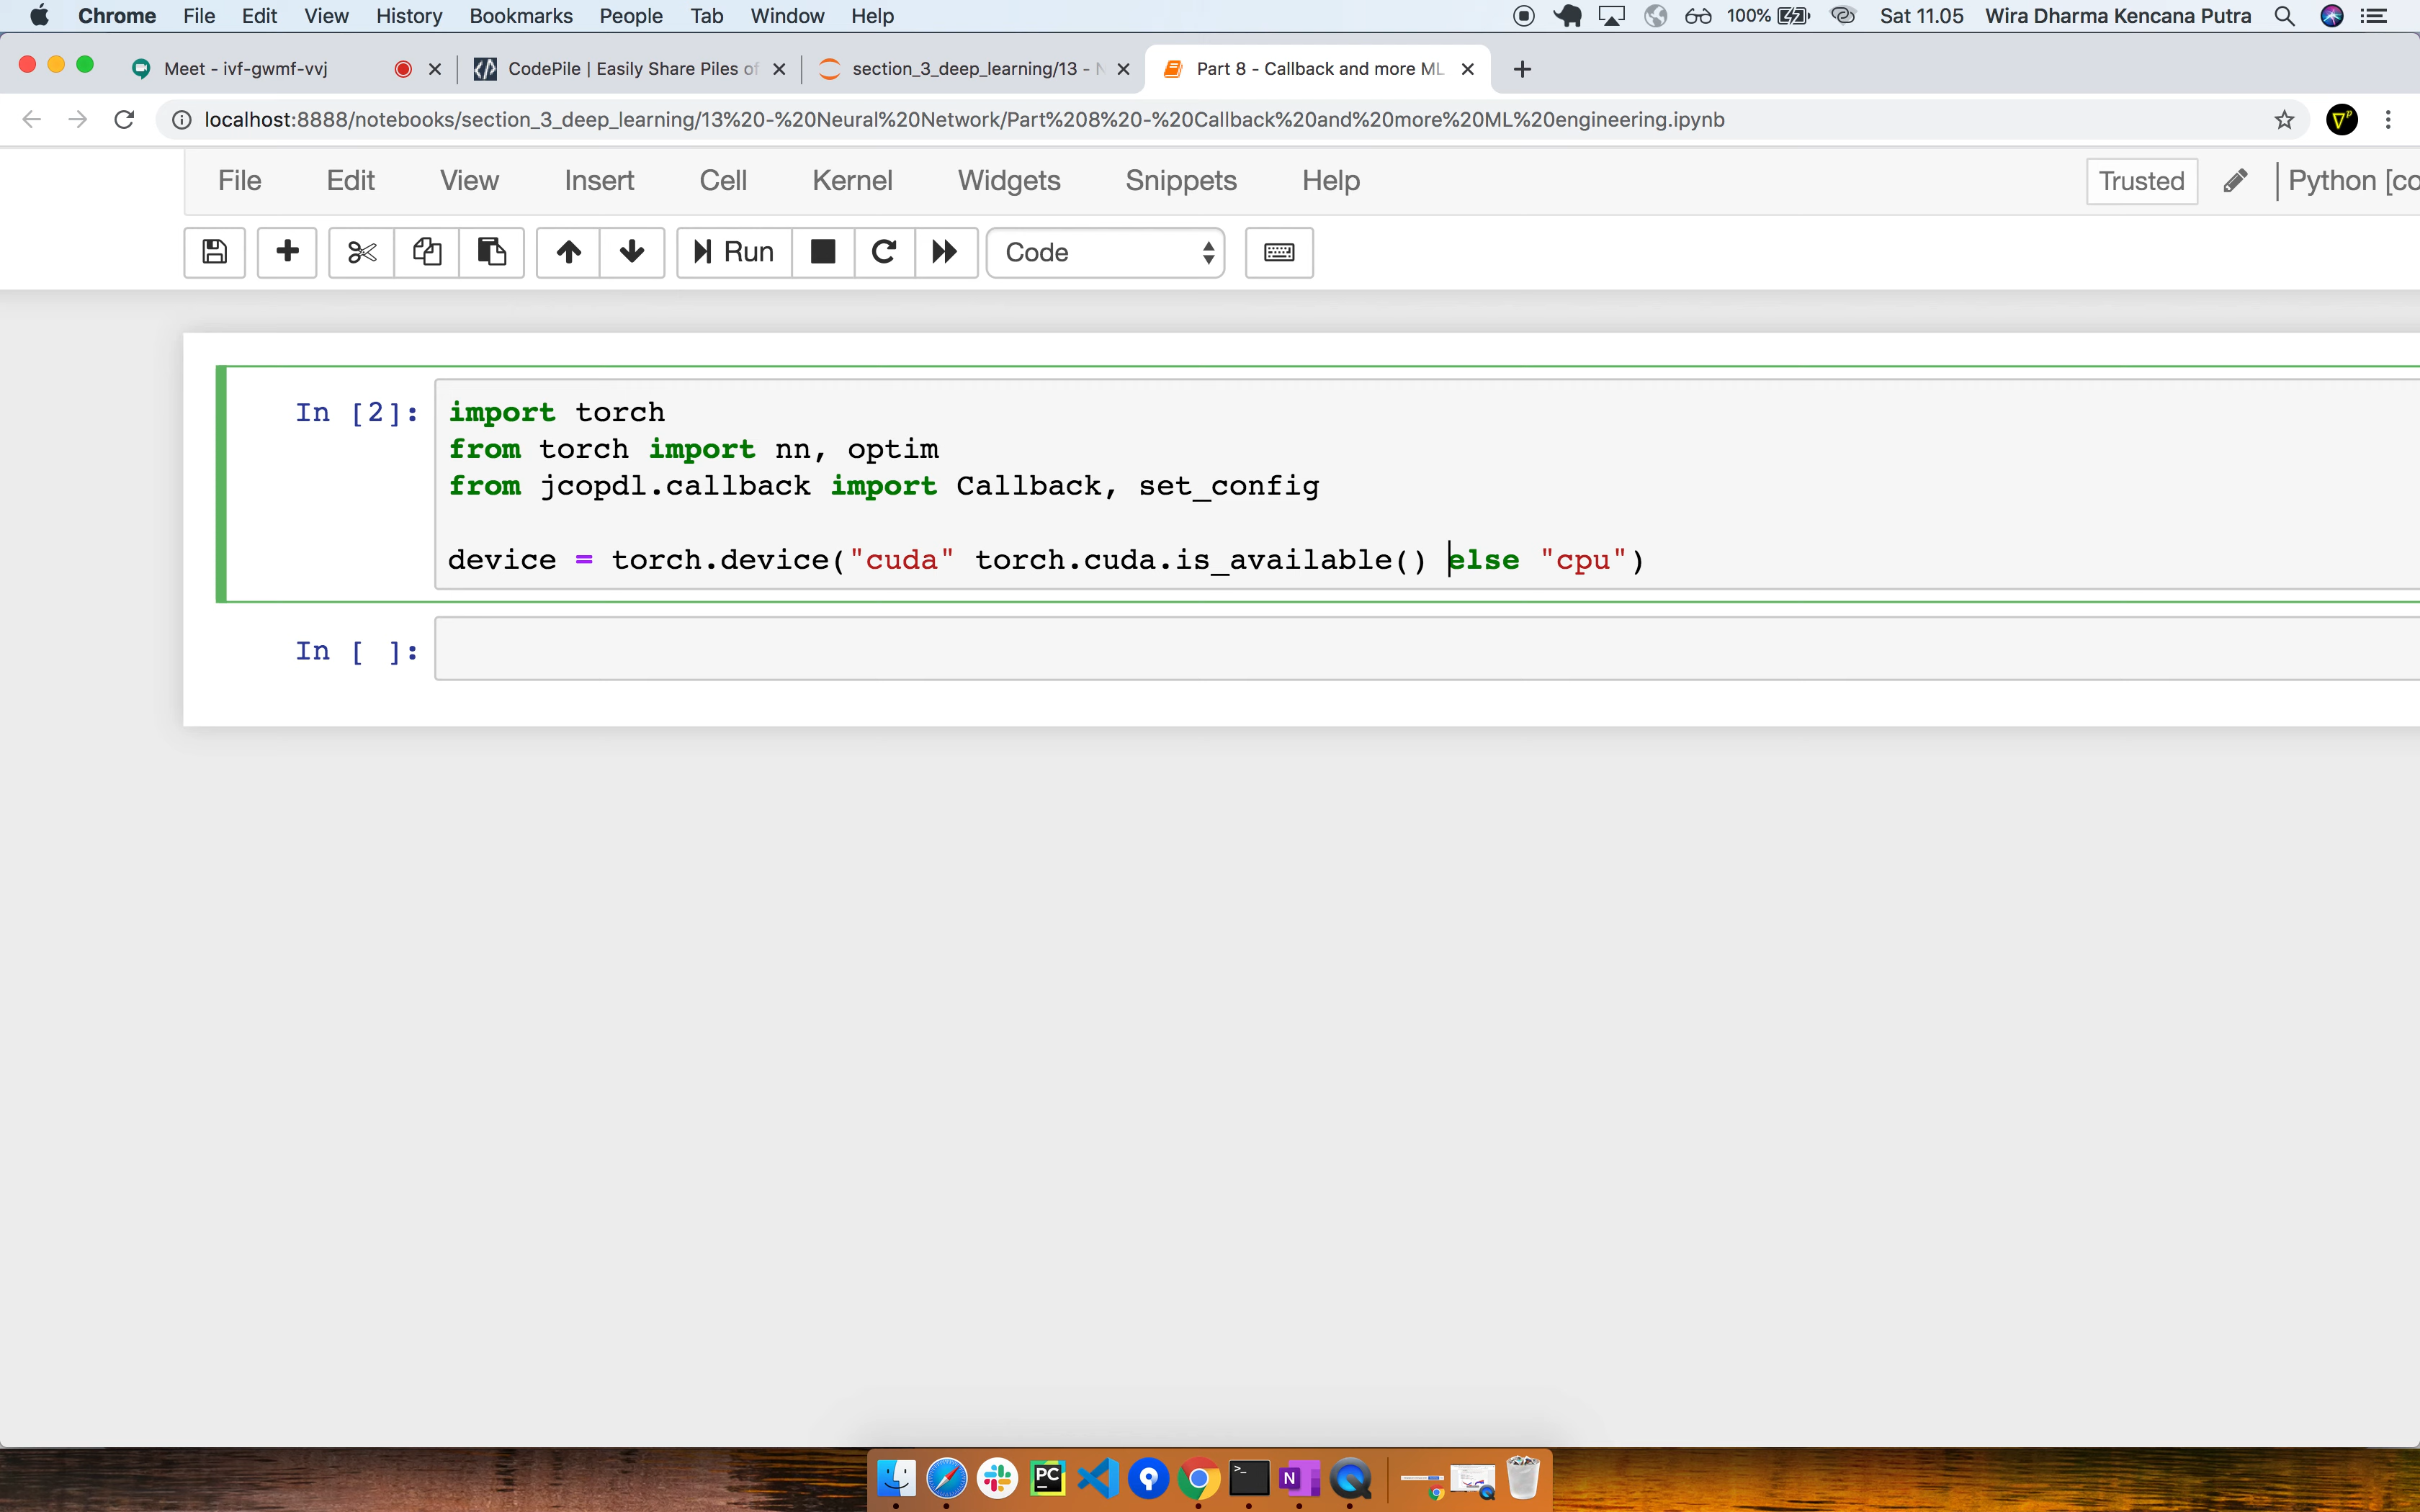 Chrome File Edit View History Bookmarks People Tab Window Help 100% Sat 11.05 Wira Dharma Kencana Putra
Meet - ivf-gwmf-vvj CodePile | Easily Share Piles of section_3_deep_learning/13 - N Part 8 - Callback and more ML
localhost:8888/notebooks/section_3_deep_learning/13%20-%20Neural%20Network/Part%208%20-%20Callback%20and%20more%20ML%20engineering.ipynb
File Edit View Insert Cell Kernel Widgets Snippets Help Trusted Python [co
Run Code
In [2]: import torch
from torch import nn, optim
from jcopdl.callback import Callback, set_config
device = torch.device("cuda" torch.cuda.is_available() else "cpu")
In [ ]: